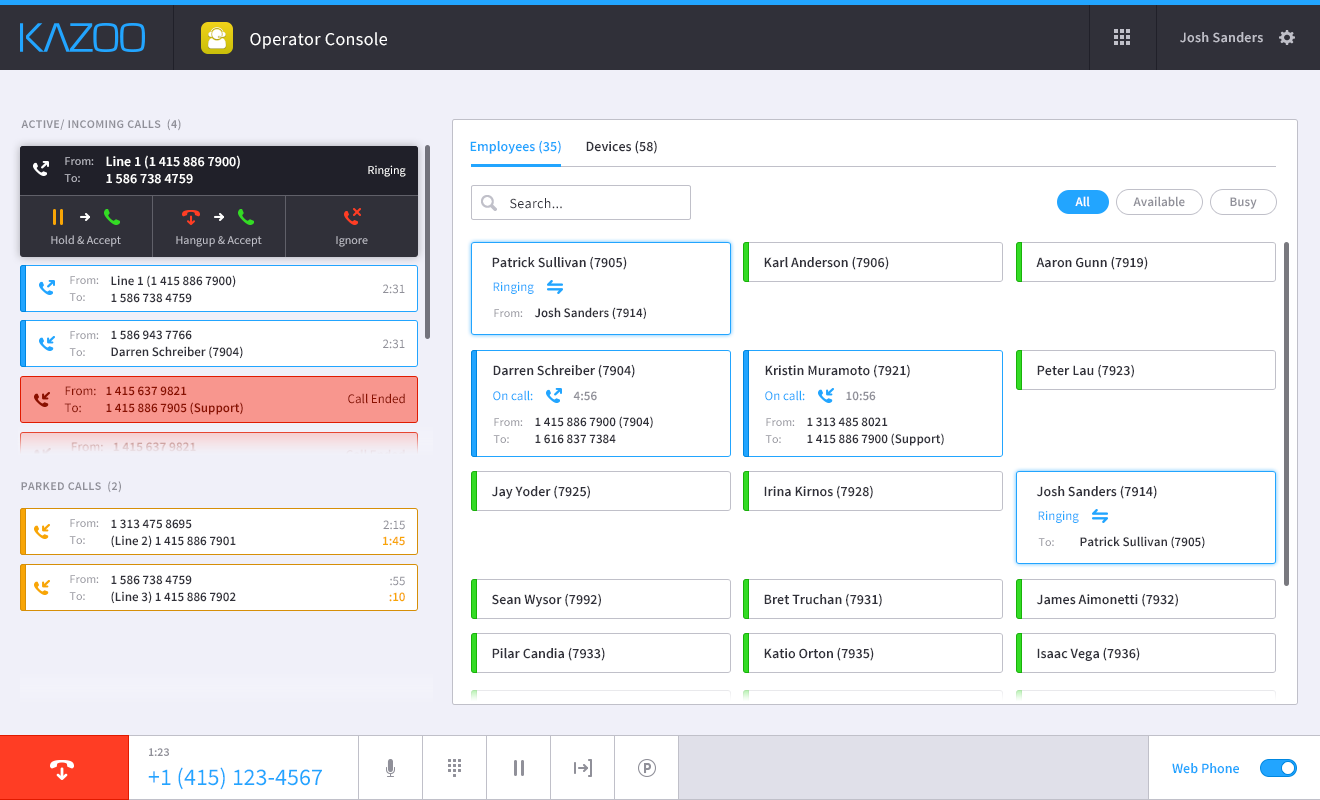 KAZOO
Operator Console
Josh Sanders
ACTIVE/ INCOMING CALLS (4)
From: Line 1 (1 415 886 7900)
To: 1 586 738 4759
Ringing
Hold & Accept
Hangup & Accept
Ignore
From: Line 1 (1 415 886 7900)
To: 1 586 738 4759
2:31
From: 1 586 943 7766
To: Darren Schreiber (7904)
2:31
From: 1 415 637 9821
To: 1 415 886 7905 (Support)
Call Ended
From: 1 415 637 9821
Call Ended
PARKED CALLS (2)
From: 1 313 475 8695
To: (Line 2) 1 415 886 7901
2:15
1:45
From: 1 586 738 4759
To: (Line 3) 1 415 886 7902
:55
:10
Employees (35)
Devices (58)
Search...
All
Available
Busy
Patrick Sullivan (7905)
Ringing
From: Josh Sanders (7914)
Karl Anderson (7906)
Aaron Gunn (7919)
Darren Schreiber (7904)
On call: 4:56
From: 1 415 886 7900 (7904)
To: 1 616 837 7384
Kristin Muramoto (7921)
On call: 10:56
From: 1 313 485 8021
To: 1 415 886 7900 (Support)
Peter Lau (7923)
Jay Yoder (7925)
Irina Kirnos (7928)
Josh Sanders (7914)
Ringing
To: Patrick Sullivan (7905)
Sean Wysor (7992)
Bret Truchan (7931)
James Aimonetti (7932)
Pilar Candia (7933)
Katio Orton (7935)
Isaac Vega (7936)
1:23
+1 (415) 123-4567
P
Web Phone